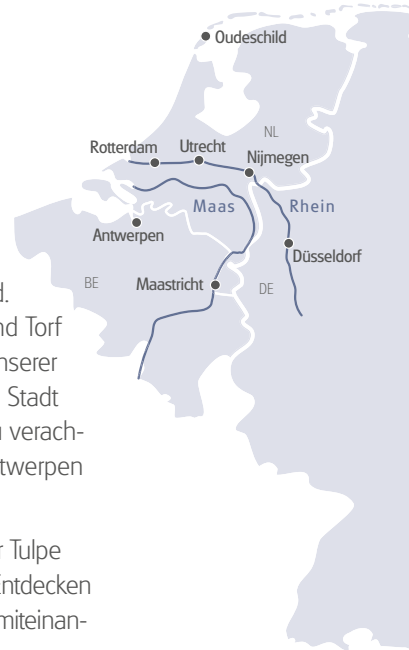 Oudeschild
NL
Rotterdam
Utrecht
Nijmegen
Maas
Rhein
Antwerpen
Düsseldorf
BE
Maastricht
DE
d.
nd Torf
nserer
Stadt
verach-
twerpen
r Tulpe
Entdecken
miteinan-